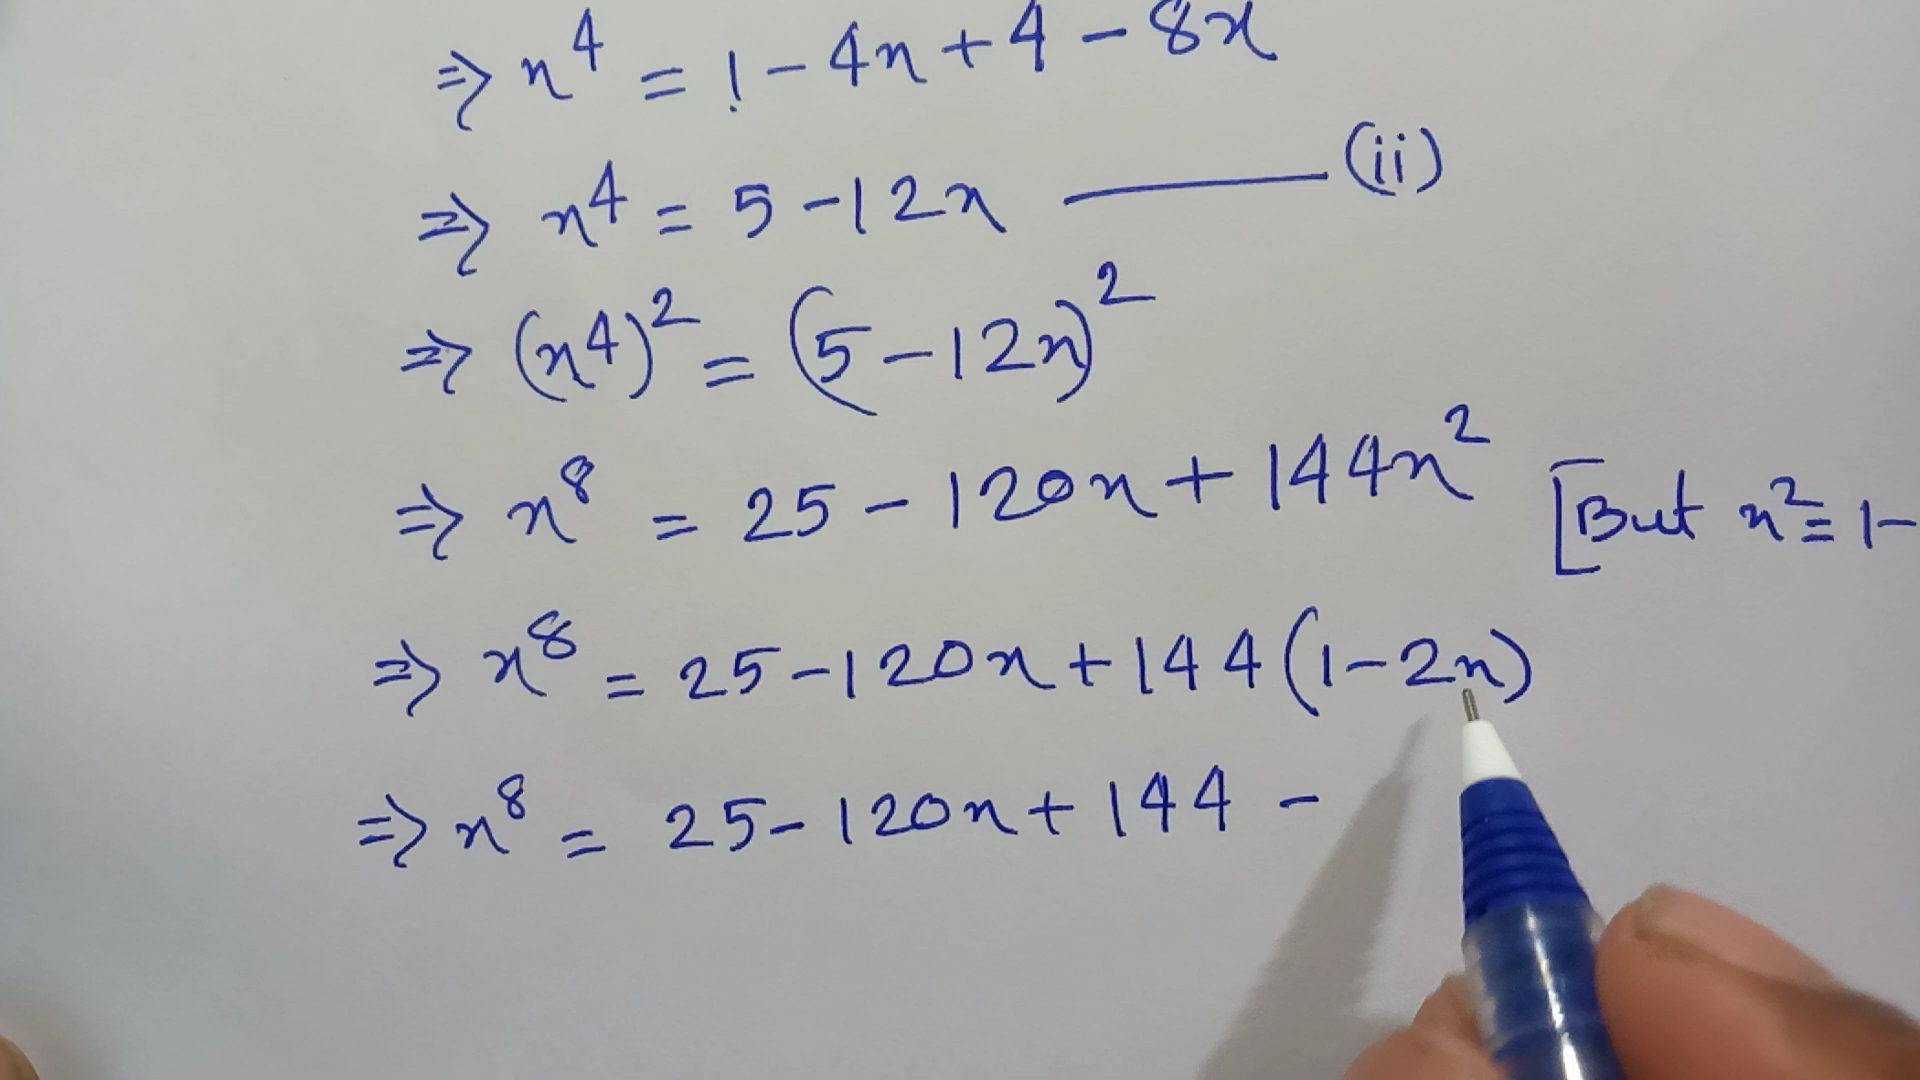 ⇒ x⁴ = 1 - 4x + 4 - 8x
⇒ x⁴ = 5 - 12x ——— (ii)
⇒ (x⁴)² = (5 - 12x)²
⇒ x⁸ = 25 - 120x + 144x² [But x² = 1-
⇒ x⁸ = 25 - 120x + 144(1 - 2x)
⇒ x⁸ = 25 - 120x + 144 -